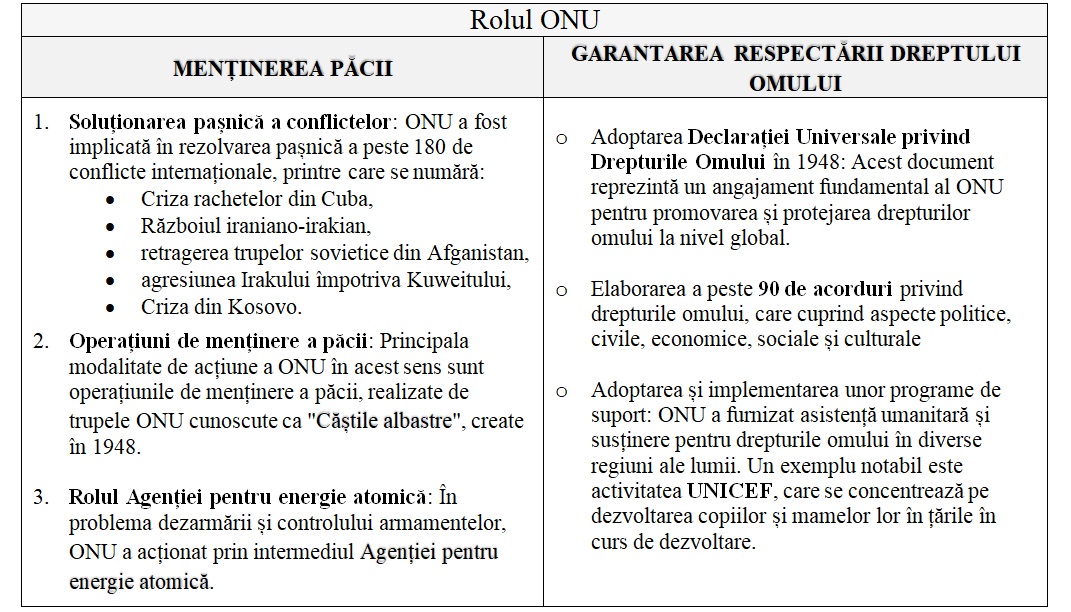 Rolul ONU
MENȚINEREA PĂCII
GARANTAREA RESPECTĂRII DREPTULUI
OMULUI
1. Soluționarea pașnică a conflictelor: ONU a fost
implicată în rezolvarea pașnică a peste 180 de
conflicte internaționale, printre care se numără:
• Criza rachetelor din Cuba,
• Războiul iraniano-irakian,
• retragerea trupelor sovietice din Afganistan,
• agresiunea Irakului împotriva Kuweitului,
• Criza din Kosovo.
2. Operațiuni de menținere a păcii: Principala
modalitate de acțiune a ONU în acest sens sunt
operațiunile de menținere a păcii, realizate de
trupele ONU cunoscute ca "Căștile albastre", create
în 1948.
3. Rolul Agenției pentru energie atomică: În
problema dezarmării și controlului armamentelor,
ONU a acționat prin intermediul Agenției pentru
energie atomică.
o Adoptarea Declarației Universale privind
Drepturile Omului în 1948: Acest document
reprezintă un angajament fundamental al ONU
pentru promovarea și protejarea drepturilor
omului la nivel global.
o Elaborarea a peste 90 de acorduri privind
drepturile omului, care cuprind aspecte politice,
civile, economice, sociale și culturale
o Adoptarea și implementarea unor programe de
suport: ONU a furnizat asistență umanitară și
susținere pentru drepturile omului în diverse
regiuni ale lumii. Un exemplu notabil este
activitatea UNICEF, care se concentrează pe
dezvoltarea copiilor și mamelor lor în țările în
curs de dezvoltare.